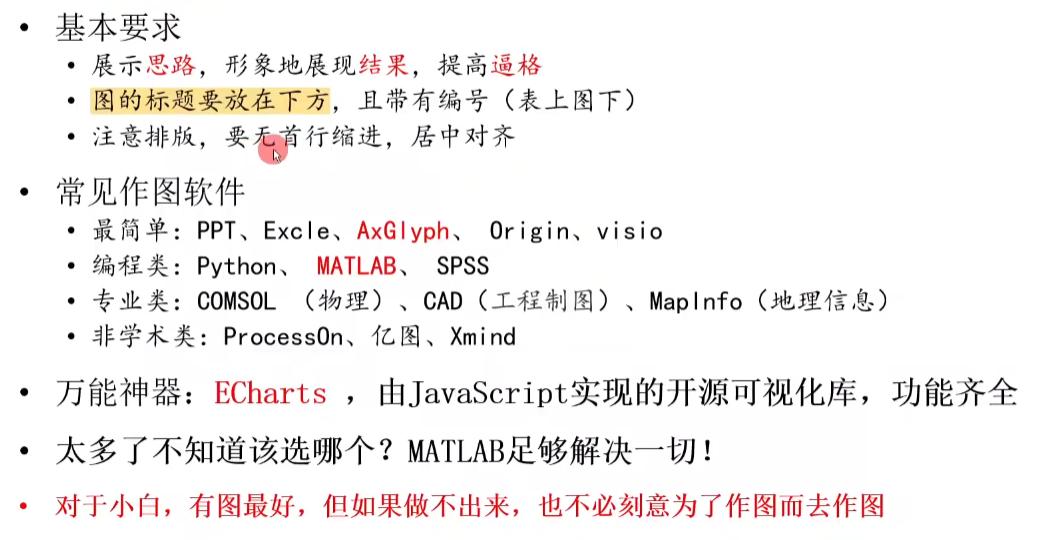 • 基本要求
• 展示思路，形象地展现结果，提高逼格
• 图的标题要放在下方，且带有编号（表上图下）
• 注意排版，要无首行缩进，居中对齐
• 常见作图软件
• 最简单：PPT、Excle、AxGlyph、 Origin、visio
• 编程类：Python、 MATLAB、 SPSS
• 专业类：COMSOL （物理）、CAD（工程制图）、MapInfo（地理信息）
• 非学术类：ProcessOn、亿图、Xmind
• 万能神器：ECharts ，由JavaScript实现的开源可视化库，功能齐全
• 太多了不知道该选哪个？MATLAB足够解决一切！
• 对于小白，有图最好，但如果做不出来，也不必刻意为了作图而去作图